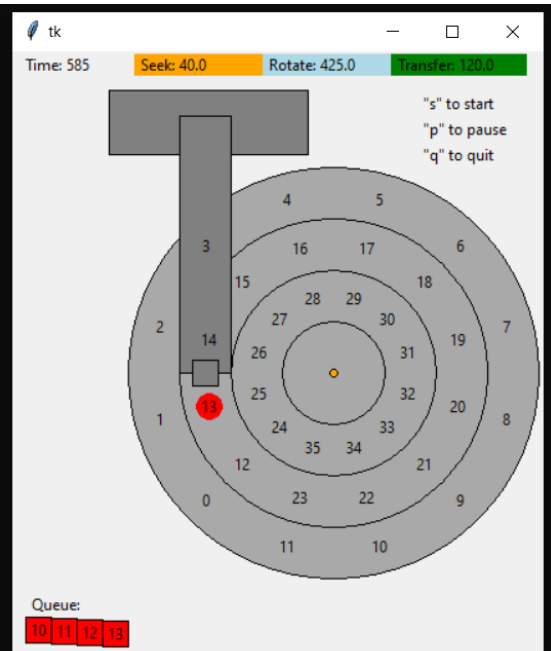 tk
Time: 585 Seek: 40.0 Rotate: 425.0 Transfer: 120.0
"s" to start
"p" to pause
"q" to quit
4 5
3 16 17 6
15 28 29 18
2 27 30 7
14 26 31 19
13 25 32 20
1 24 33 8
12 35 34 21
0 23 22 9
11 10
Queue:
10 11 12 13